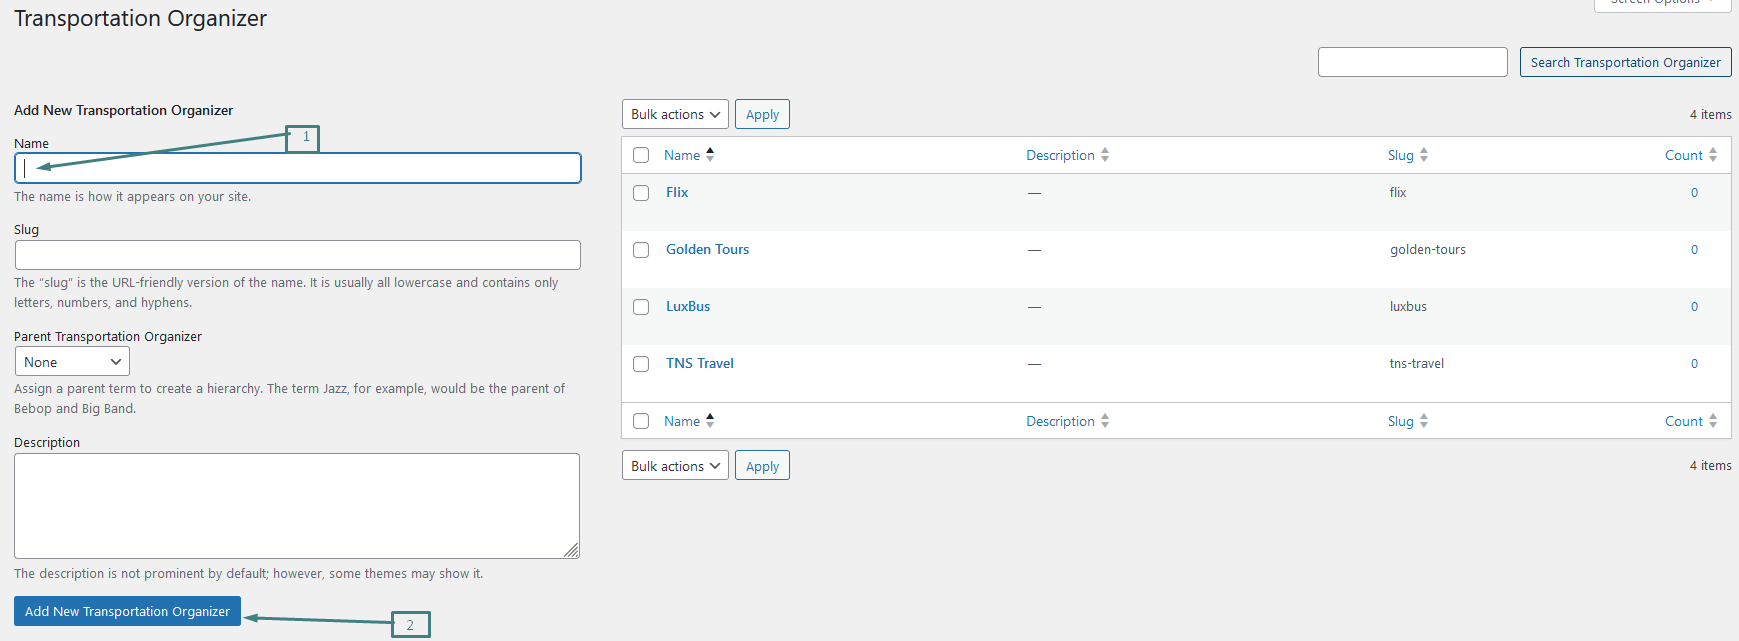 Transportation Organizer
Screen Options
Search Transportation Organizer
Add New Transportation Organizer
1
Name
The name is how it appears on your site.
Slug
The “slug” is the URL-friendly version of the name. It is usually all lowercase and contains only
letters, numbers, and hyphens.
Parent Transportation Organizer
None
Assign a parent term to create a hierarchy. The term Jazz, for example, would be the parent of
Bebop and Big Band.
Description
The description is not prominent by default; however, some themes may show it.
Add New Transportation Organizer
2
Bulk actions Apply 4 items
Name Description Slug Count
Flix — flix 0
Golden Tours — golden-tours 0
LuxBus — luxbus 0
TNS Travel — tns-travel 0
Name Description Slug Count
Bulk actions Apply 4 items